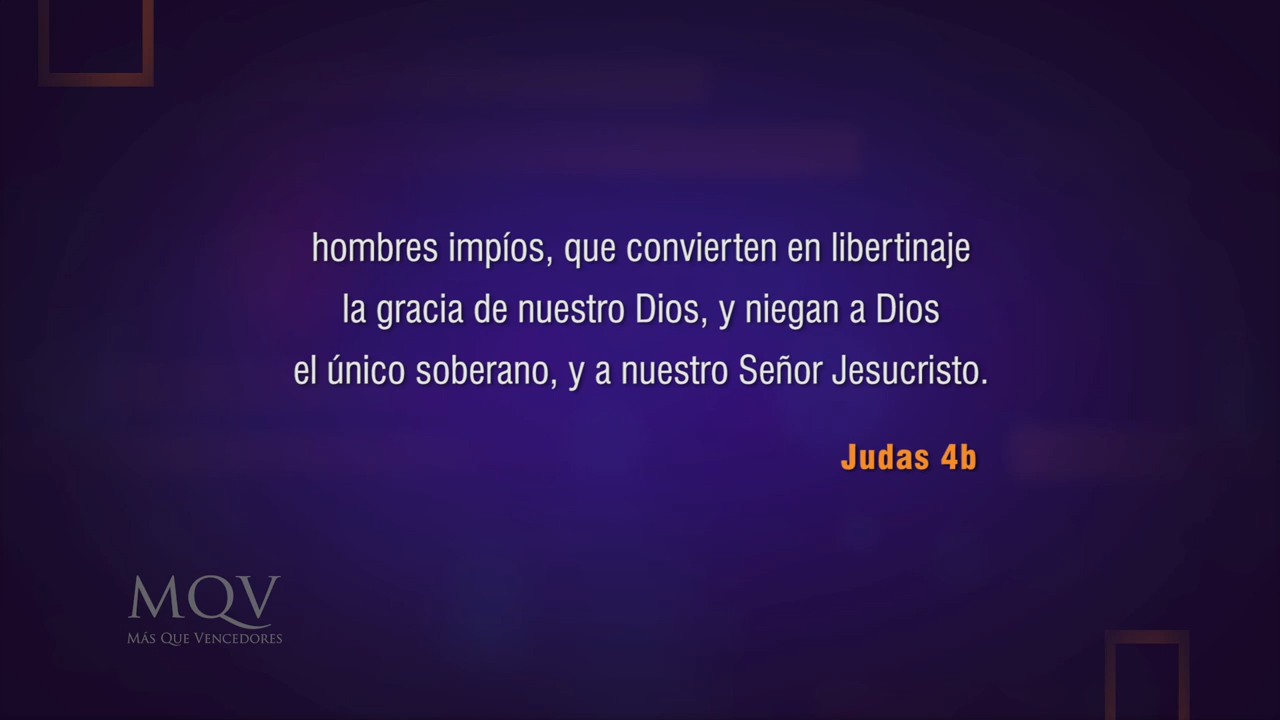 hombres impíos, que convierten en libertinaje
la gracia de nuestro Dios, y niegan a Dios
el único soberano, y a nuestro Señor Jesucristo.
Judas 4b
MQV
Más Que Vencedores